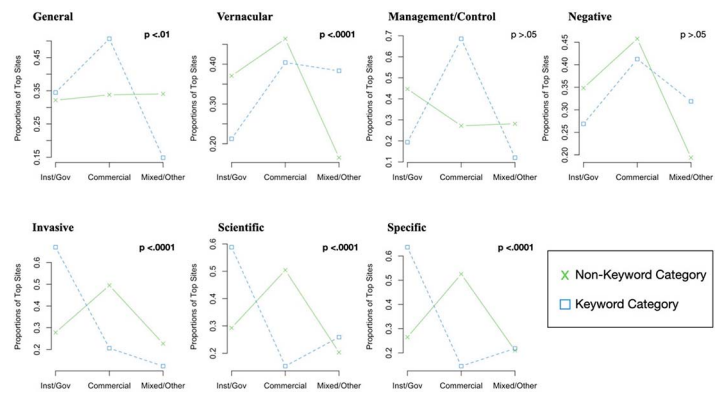 General
p <.01
Proportions of Top Sites
0.45
0.35
0.25
0.15
Inst/Gov Commercial Mixed/Other
Vernacular
p <.0001
Proportions of Top Sites
0.40
0.30
0.20
Inst/Gov Commercial Mixed/Other
Management/Control
p >.05
Proportions of Top Sites
0.7
0.6
0.5
0.4
0.3
0.2
0.1
Inst/Gov Commercial Mixed/Other
Negative
p >.05
Proportions of Top Sites
0.45
0.40
0.35
0.30
0.25
0.20
Inst/Gov Commercial Mixed/Other
Invasive
p <.0001
Proportions of Top Sites
0.6
0.5
0.4
0.3
0.2
Inst/Gov Commercial Mixed/Other
Scientific
p <.0001
Proportions of Top Sites
0.6
0.5
0.4
0.3
0.2
Inst/Gov Commercial Mixed/Other
Specific
p <.0001
Proportions of Top Sites
0.6
0.5
0.4
0.3
0.2
Inst/Gov Commercial Mixed/Other
Non-Keyword Category
Keyword Category